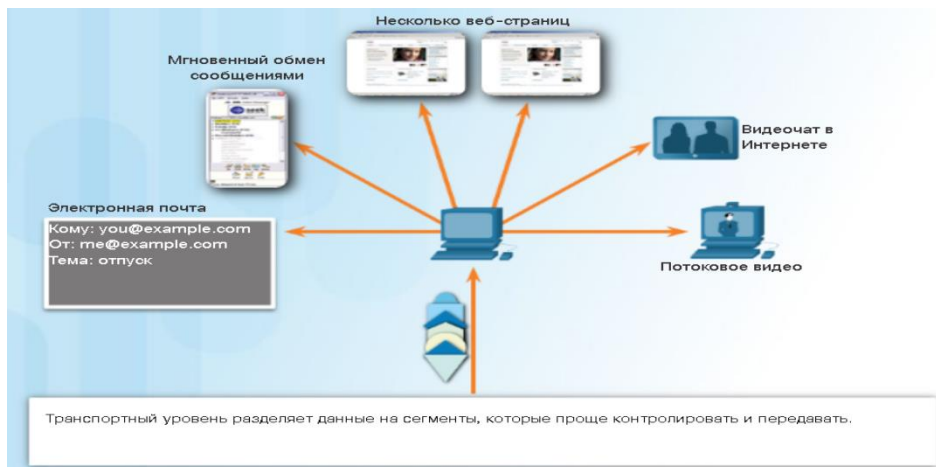 Несколько веб-страниц
Мгновенный обмен
сообщениями
seek
Видеочат в
Интернете
Электронная почта
Кому: you@example.com
От: me@example.com
Тема: отпуск
Потоковое видео
Транспортный уровень разделяет данные на сегменты, которые проще контролировать и передавать.